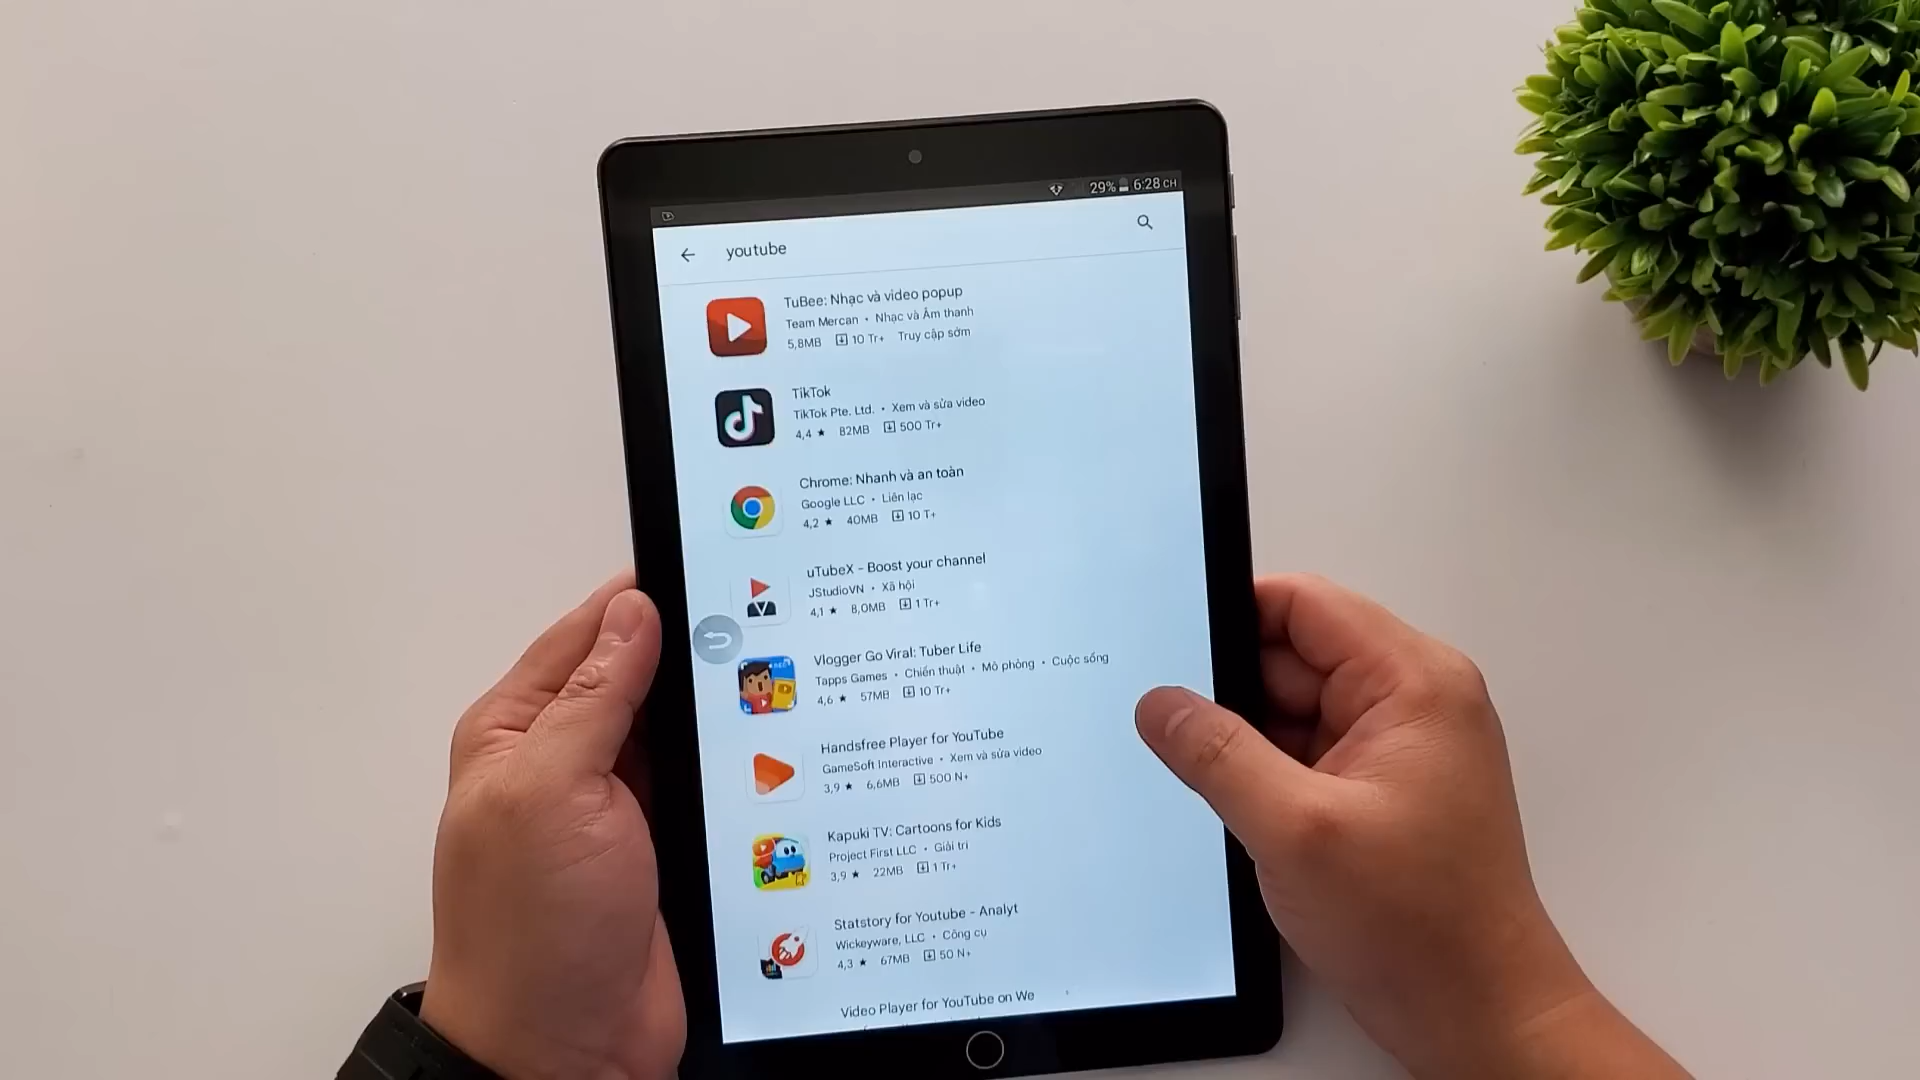 29% 6:28 CH
youtube
TuBee: Nhạc và video popup
Team Mercan • Nhạc và Âm thanh
5,8MB 10 Tr+ Truy cập sớm
TikTok
TikTok Pte. Ltd. • Xem và sửa video
4,4 ★ 82MB 500 Tr+
Chrome: Nhanh và an toàn
Google LLC • Liên lạc
4,2 ★ 40MB 10 T+
uTubeX - Boost your channel
JStudioVN • Xã hội
4,1 ★ 8,0MB 1 Tr+
Vlogger Go Viral: Tuber Life
Tapps Games • Chiến thuật • Mô phỏng • Cuộc sống
4,6 ★ 57MB 10 Tr+
Handsfree Player for YouTube
GameSoft Interactive • Xem và sửa video
3,9 ★ 6,6MB 500 N+
Kapuki TV: Cartoons for Kids
Project First LLC • Giải trí
3,9 ★ 22MB 1 Tr+
Statstory for Youtube - Analyt
Wickeyware, LLC • Công cụ
4,3 ★ 67MB 50 N+
Video Player for YouTube on We